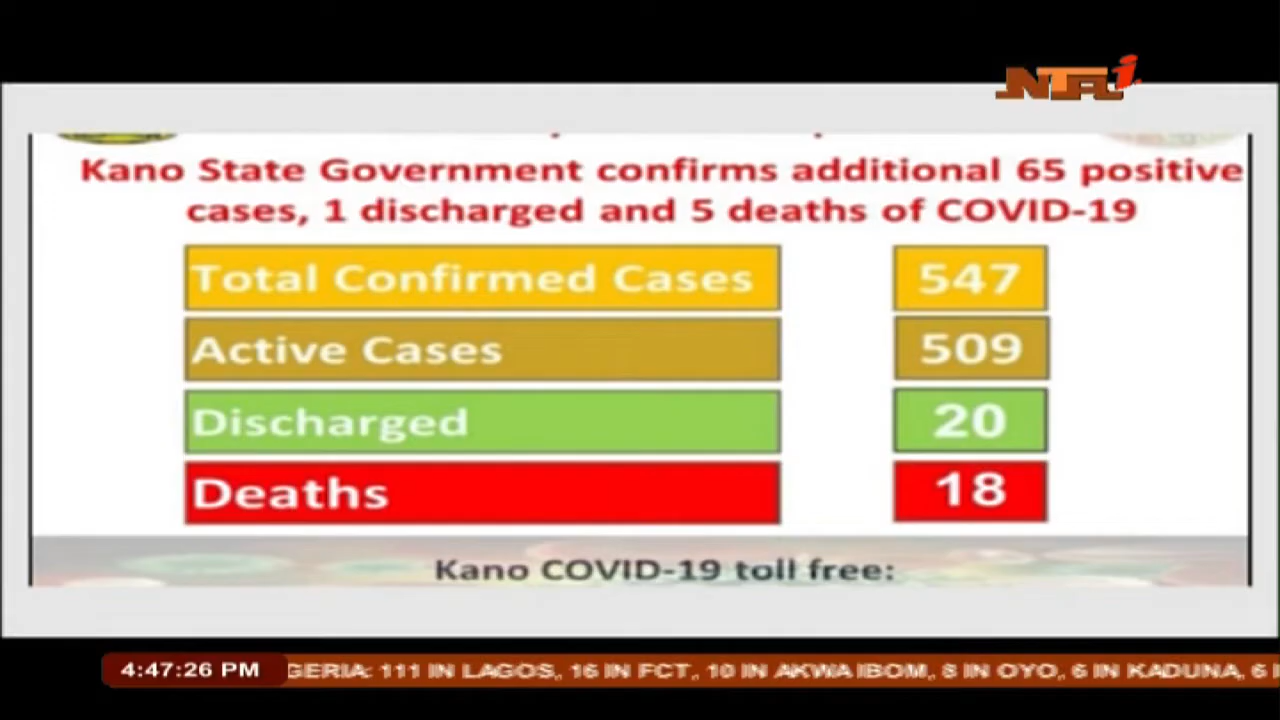 NTAi
Kano State Government confirms additional 65 positive
cases, 1 discharged and 5 deaths of COVID-19
Total Confirmed Cases 547
Active Cases 509
Discharged 20
Deaths 18
Kano COVID-19 toll free:
4:47:26 PM GERIA: 111 IN LAGOS, 16 IN FCT, 10 IN AKWA IBOM, 8 IN OYO, 6 IN KADUNA, 6